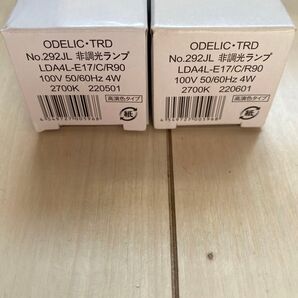 ODELIC・TRD
No.292JL 非調光ランプ
LDA4L-E17/C/R90
100V 50/60Hz 4W
2700K 220501
高演色タイプ
紙
ODELIC・TRD
No.292JL 非調光ランプ
LDA4L-E17/C/R90
100V 50/60Hz 4W
2700K 220601
高演色タイプ
紙